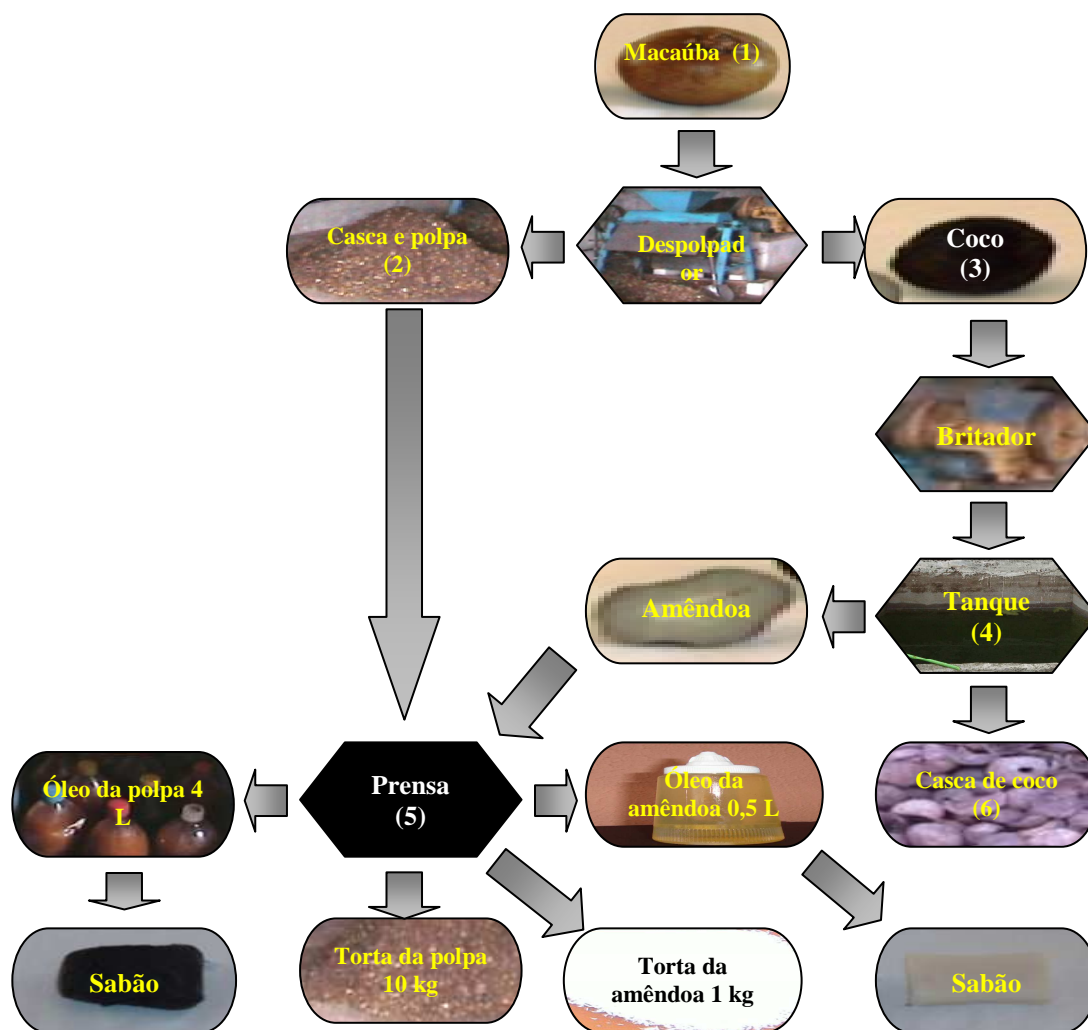 Macaúba  (1)
Casca e polpa
(2)
Despolpad
or
Coco
(3)
Britador
Amêndoa
Tanque
(4)
Óleo da polpa 4
L
Prensa
(5)
Óleo da
amêndoa 0,5 L
Casca de coco
(6)
Sabão
Torta da polpa
10 kg
Torta da
amêndoa 1 kg
Sabão